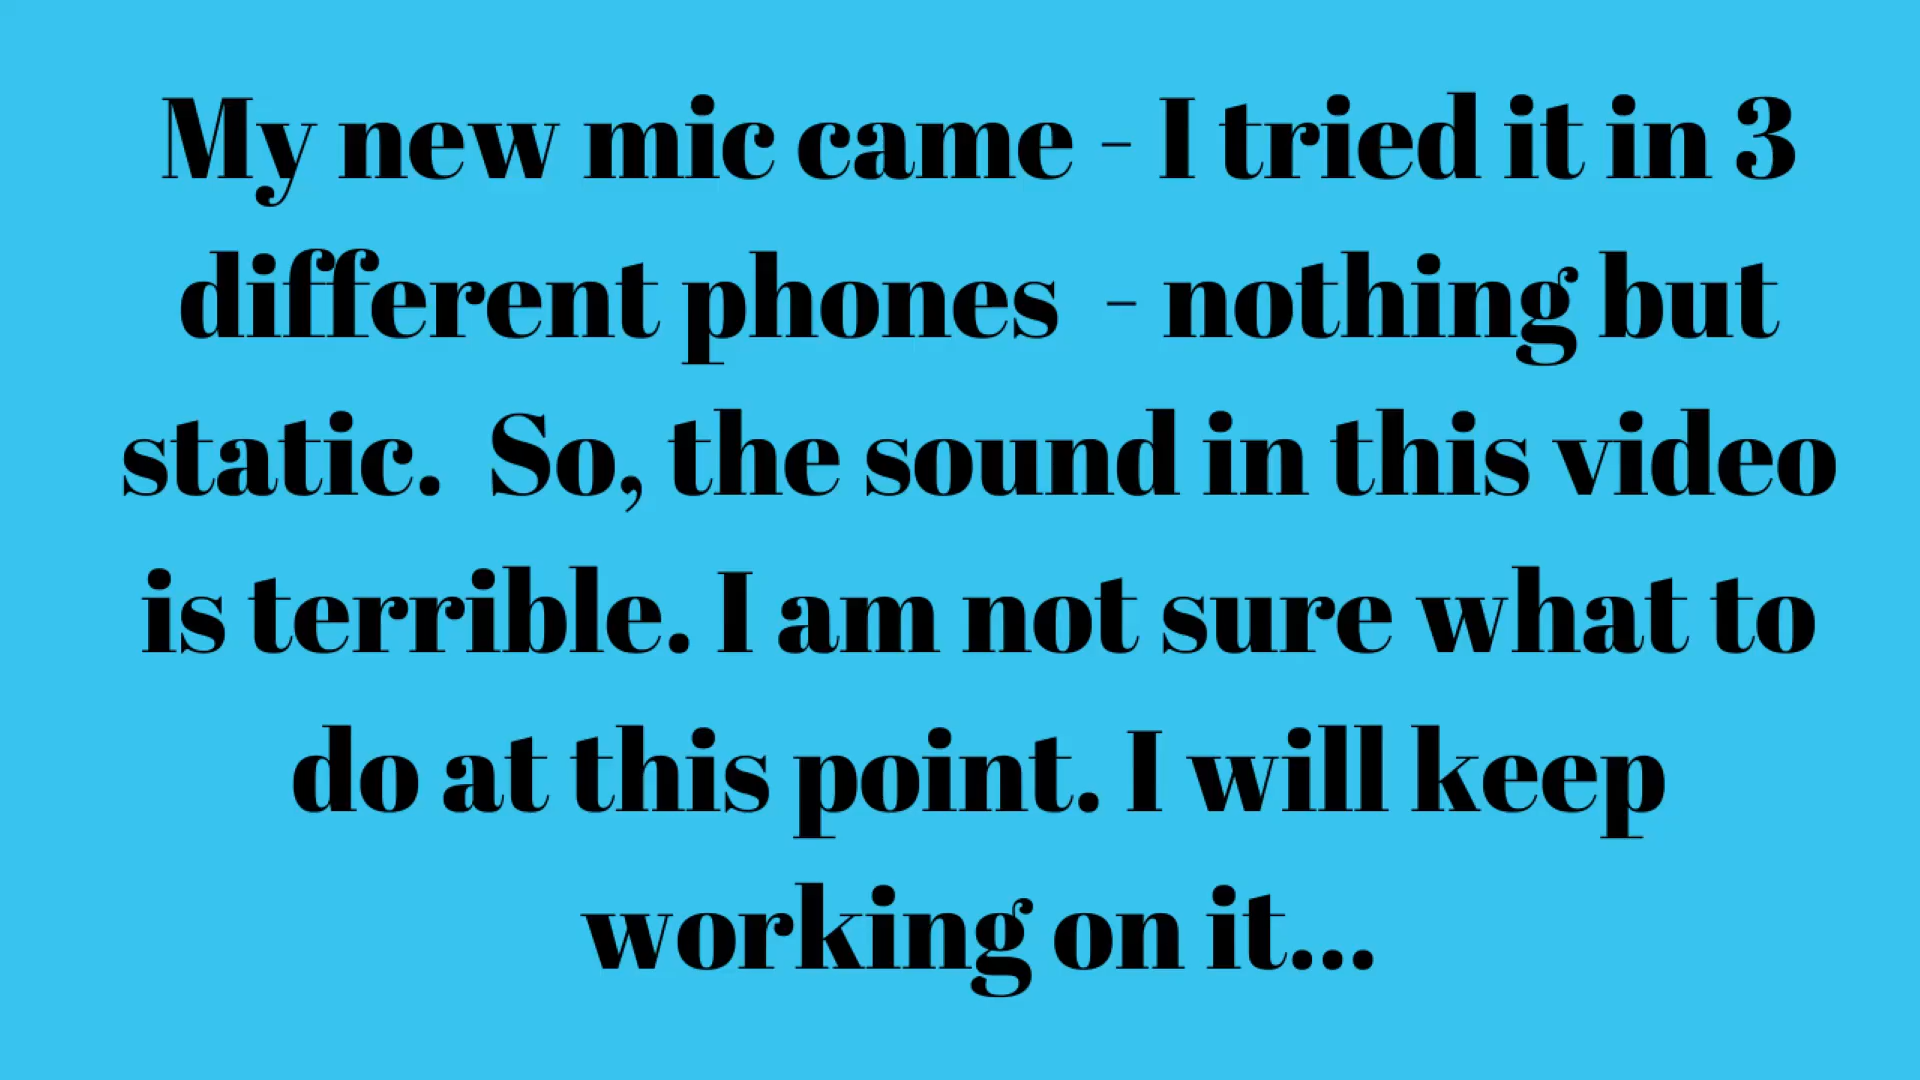 My new mic came - I tried it in 3
different phones  - nothing but
static.  So, the sound in this video
is terrible. I am not sure what to
do at this point. I will keep
working on it...